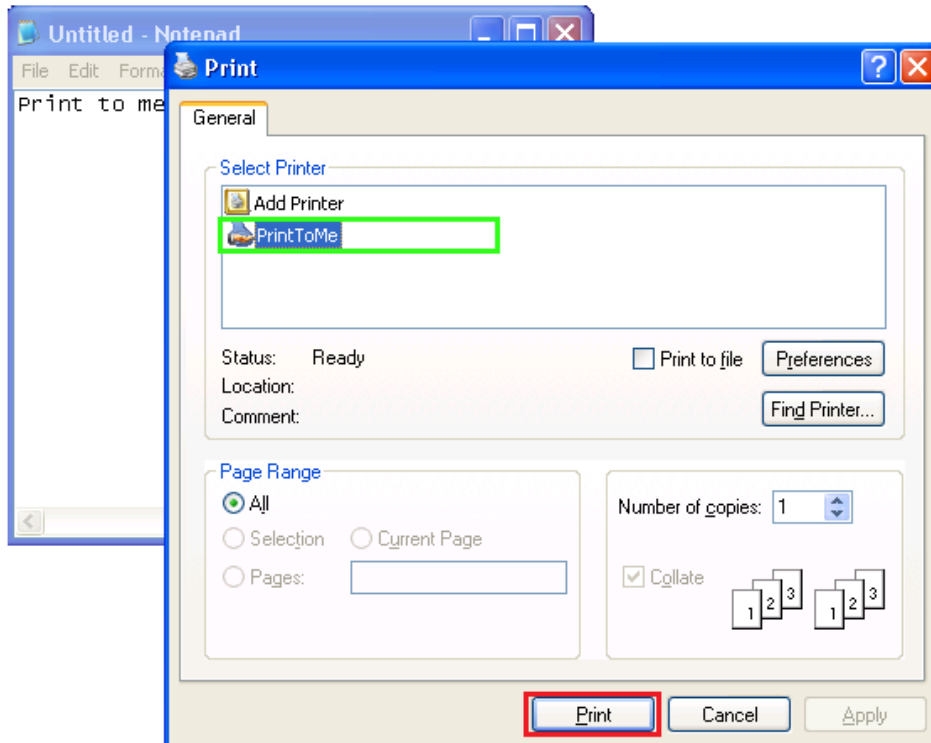 Untitled - Notepad
File Edit Forma
Print to me
Print
General
Select Printer
Add Printer
PrintToMe
Status: Ready
Print to file
Preferences
Location:
Comment:
Find Printer...
Page Range
All
Selection
Current Page
Pages:
Number of copies: 1
Collate
1 2 3 1 2 3
Print
Cancel
Apply